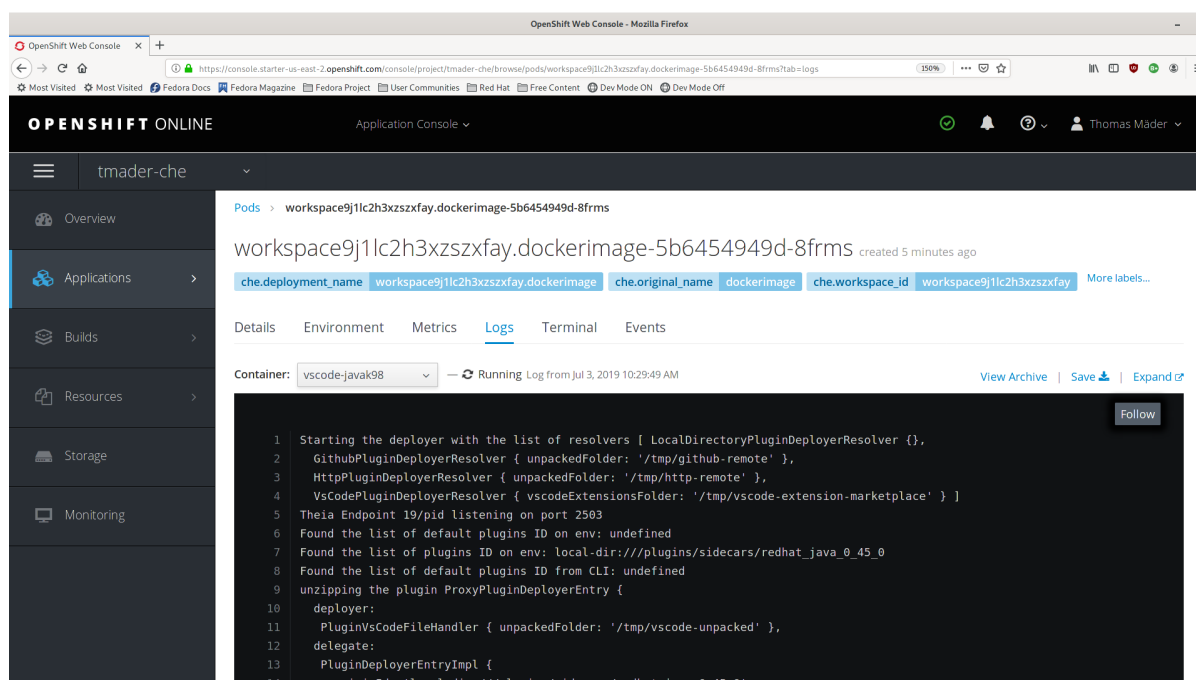 OpenShift Web Console - Mozilla Firefox
OpenShift Web Console × +
https://console.starter-us-east-2.openshift.com/console/project/tmader-che/browse/pods/workspace9j1lc2h3xzszxfay.dockerimage-5b6454949d-8frms?tab=logs 150%
Most Visited Most Visited Fedora Docs Fedora Magazine Fedora Project User Communities Red Hat Free Content Dev Mode ON Dev Mode Off
OPENSHIFT ONLINE Application Console Thomas Mäder
tmader-che
Overview
Applications
Builds
Resources
Storage
Monitoring
Pods > workspace9j1lc2h3xzszxfay.dockerimage-5b6454949d-8frms
workspace9j1lc2h3xzszxfay.dockerimage-5b6454949d-8frms created 5 minutes ago
che.deployment_name workspace9j1lc2h3xzszxfay.dockerimage che.original_name dockerimage che.workspace_id workspace9j1lc2h3xzszxfay More labels...
Details Environment Metrics Logs Terminal Events
Container: vscode-javak98 — Running Log from Jul 3, 2019 10:29:49 AM View Archive | Save | Expand
Follow
1 Starting the deployer with the list of resolvers [ LocalDirectoryPluginDeployerResolver {},
2 GithubPluginDeployerResolver { unpackedFolder: '/tmp/github-remote' },
3 HttpPluginDeployerResolver { unpackedFolder: '/tmp/http-remote' },
4 VsCodePluginDeployerResolver { vscodeExtensionsFolder: '/tmp/vscode-extension-marketplace' } ]
5 Theia Endpoint 19/pid listening on port 2503
6 Found the list of default plugins ID on env: undefined
7 Found the list of plugins ID on env: local-dir:///plugins/sidecars/redhat_java_0_45_0
8 Found the list of default plugins ID from CLI: undefined
9 unzipping the plugin ProxyPluginDeployerEntry {
10 deployer:
11 PluginVsCodeFileHandler { unpackedFolder: '/tmp/vscode-unpacked' },
12 delegate:
13 PluginDeployerEntryImpl {